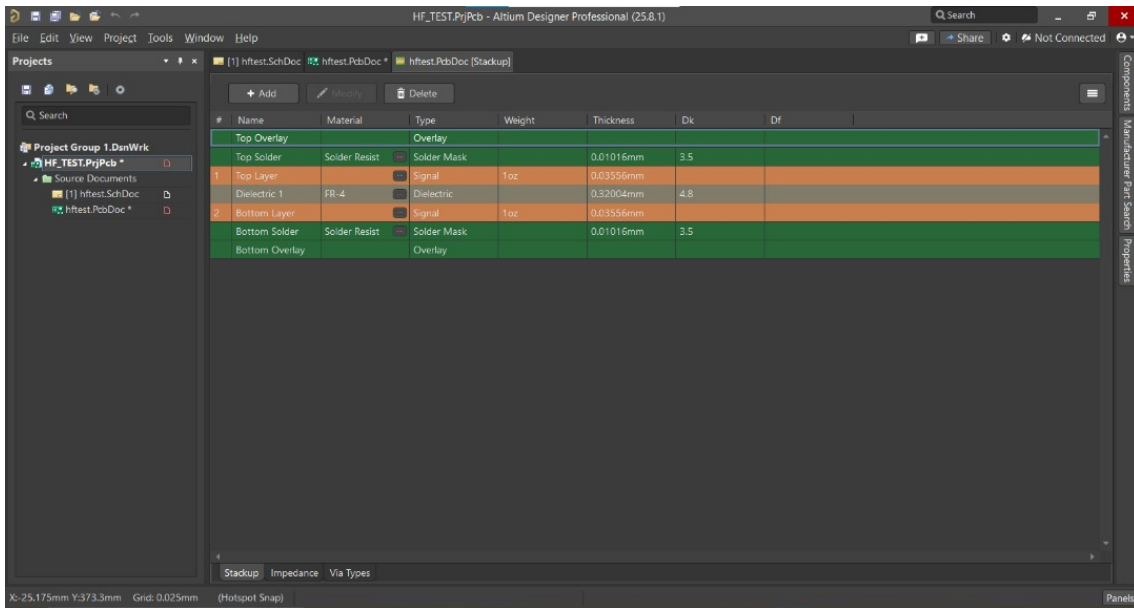 HF_TEST.PrjPcb - Altium Designer Professional (25.8.1)
Search
File Edit View Project Tools Window Help
Share
Not Connected
Projects
[1] hftest.SchDoc
hftest.PcbDoc *
hftest.PcbDoc [Stackup]
+ Add
Modify
Delete
Search
# Name Material Type Weight Thickness Dk Df
Top Overlay Overlay
Top Solder Solder Resist Solder Mask 0.01016mm 3.5
1 Top Layer Signal 1oz 0.03556mm
Dielectric 1 FR-4 Dielectric 0.32004mm 4.8
2 Bottom Layer Signal 1oz 0.03556mm
Bottom Solder Solder Resist Solder Mask 0.01016mm 3.5
Bottom Overlay Overlay
Project Group 1.DsnWrk
HF_TEST.PrjPcb *
Source Documents
[1] hftest.SchDoc
hftest.PcbDoc *
Components
Manufacturer Part Search
Properties
Stackup Impedance Via Types
X:-25.175mm Y:373.3mm Grid: 0.025mm (Hotspot Snap)
Panels